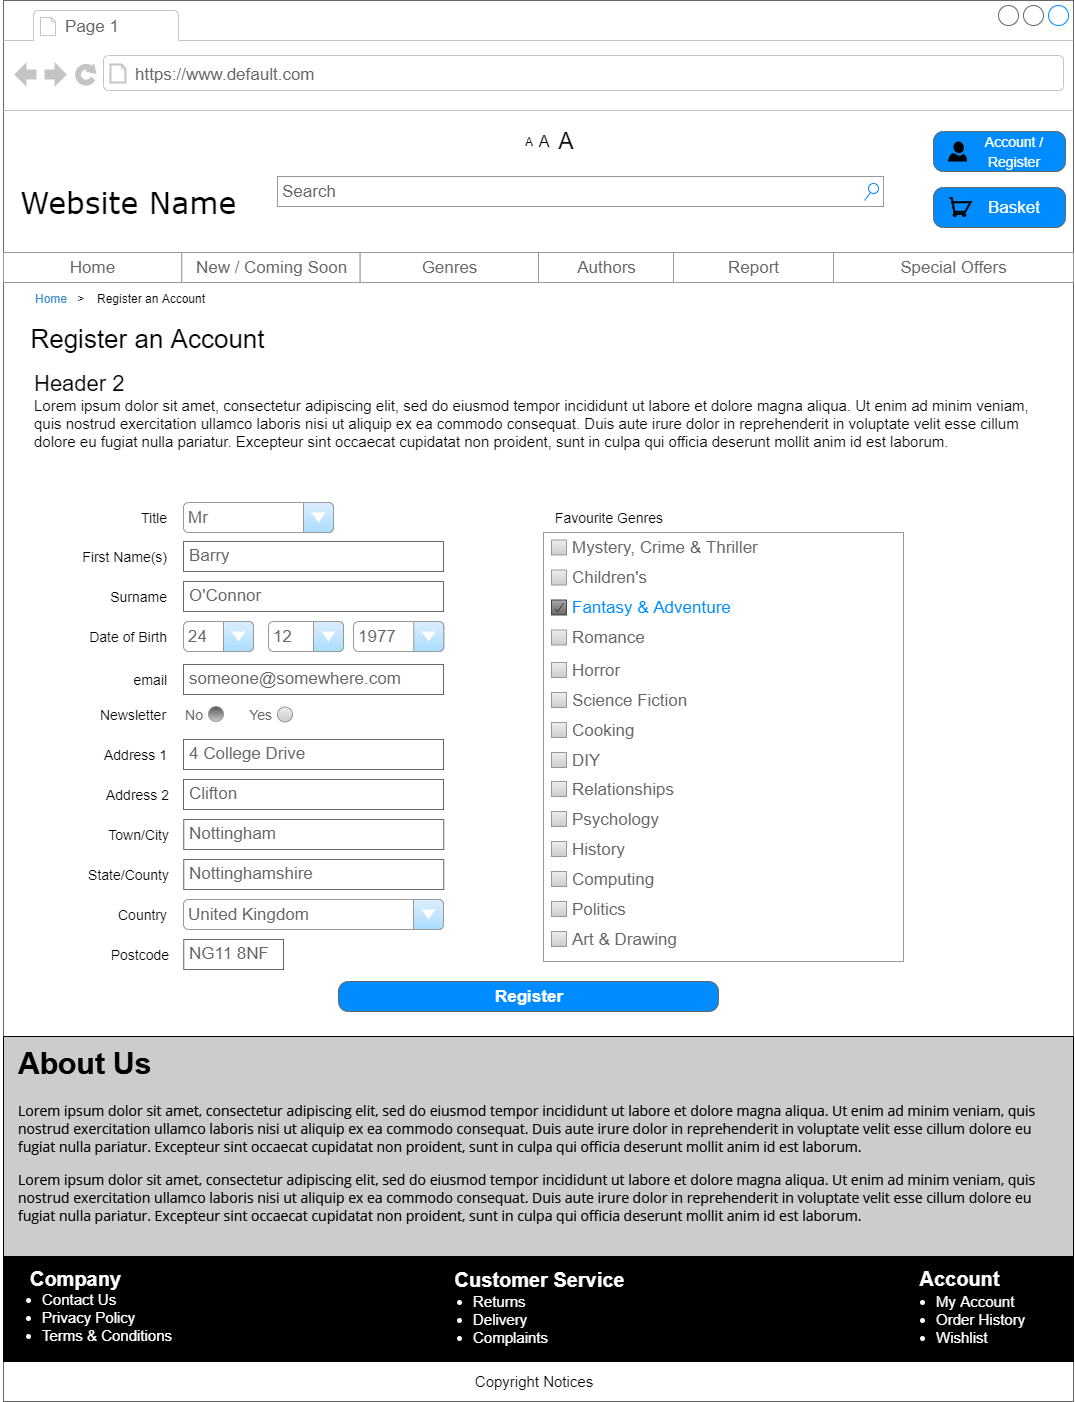 Page 1
https://www.default.com
A A A
Account /
Register
Website Name
Search
Basket
Home New / Coming Soon Genres Authors Report Special Offers
Home > Register an Account
Register an Account
Header 2
Lorem ipsum dolor sit amet, consectetur adipiscing elit, sed do eiusmod tempor incididunt ut labore et dolore magna aliqua. Ut enim ad minim veniam,
quis nostrud exercitation ullamco laboris nisi ut aliquip ex ea commodo consequat. Duis aute irure dolor in reprehenderit in voluptate velit esse cillum
dolore eu fugiat nulla pariatur. Excepteur sint occaecat cupidatat non proident, sunt in culpa qui officia deserunt mollit anim id est laborum.
Title Mr
First Name(s) Barry
Surname O'Connor
Date of Birth 24 12 1977
email someone@somewhere.com
Newsletter No Yes
Address 1 4 College Drive
Address 2 Clifton
Town/City Nottingham
State/County Nottinghamshire
Country United Kingdom
Postcode NG11 8NF
Favourite Genres
Mystery, Crime & Thriller
Children's
Fantasy & Adventure
Romance
Horror
Science Fiction
Cooking
DIY
Relationships
Psychology
History
Computing
Politics
Art & Drawing
Register
About Us
Lorem ipsum dolor sit amet, consectetur adipiscing elit, sed do eiusmod tempor incididunt ut labore et dolore magna aliqua. Ut enim ad minim veniam, quis
nostrud exercitation ullamco laboris nisi ut aliquip ex ea commodo consequat. Duis aute irure dolor in reprehenderit in voluptate velit esse cillum dolore eu
fugiat nulla pariatur. Excepteur sint occaecat cupidatat non proident, sunt in culpa qui officia deserunt mollit anim id est laborum.
Lorem ipsum dolor sit amet, consectetur adipiscing elit, sed do eiusmod tempor incididunt ut labore et dolore magna aliqua. Ut enim ad minim veniam, quis
nostrud exercitation ullamco laboris nisi ut aliquip ex ea commodo consequat. Duis aute irure dolor in reprehenderit in voluptate velit esse cillum dolore eu
fugiat nulla pariatur. Excepteur sint occaecat cupidatat non proident, sunt in culpa qui officia deserunt mollit anim id est laborum.
Company
• Contact Us
• Privacy Policy
• Terms & Conditions
Customer Service
• Returns
• Delivery
• Complaints
Account
• My Account
• Order History
• Wishlist
Copyright Notices